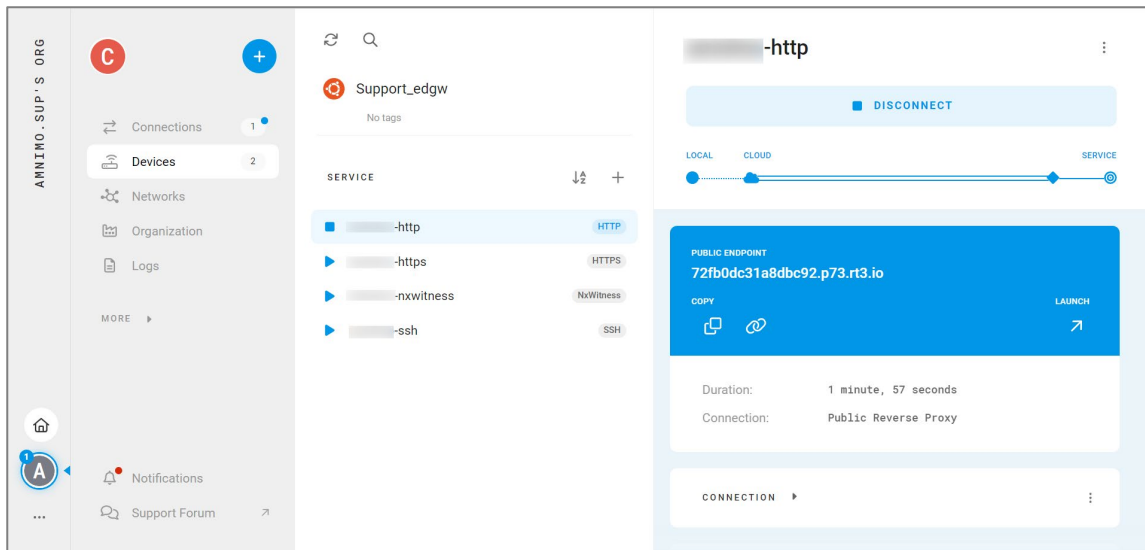 AMNIMO.SUP'S ORG
1
A
C
Connections 1
Devices 2
Networks
Organization
Logs
MORE
Notifications
Support Forum
Support_edgw
No tags
SERVICE
-http HTTP
-https HTTPS
-nxwitness NxWitness
-ssh SSH
-http
DISCONNECT
LOCAL CLOUD SERVICE
PUBLIC ENDPOINT
72fb0dc31a8dbc92.p73.rt3.io
COPY LAUNCH
Duration: 1 minute, 57 seconds
Connection: Public Reverse Proxy
CONNECTION